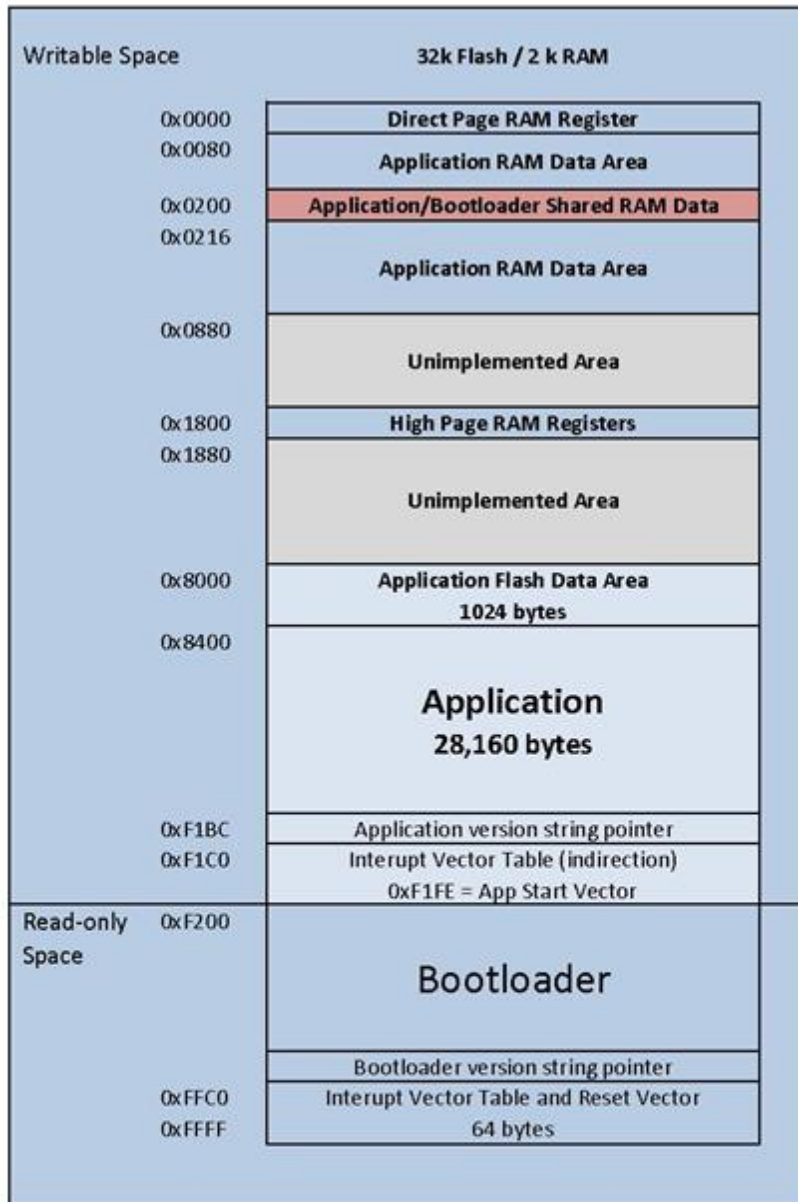 Writable Space 32k Flash / 2 k RAM
0x0000 Direct Page RAM Register
0x0080
Application RAM Data Area
0x0200 Application/Bootloader Shared RAM Data
0x0216
Application RAM Data Area
0x0880
Unimplemented Area
0x1800 High Page RAM Registers
0x1880
Unimplemented Area
0x8000 Application Flash Data Area
1024 bytes
0x8400
Application
28,160 bytes
0xF1BC Application version string pointer
0xF1C0 Interupt Vector Table (indirection)
0xF1FE = App Start Vector
Read-only 0xF200
Space
Bootloader
Bootloader version string pointer
0xFFC0 Interupt Vector Table and Reset Vector
0xFFFF 64 bytes